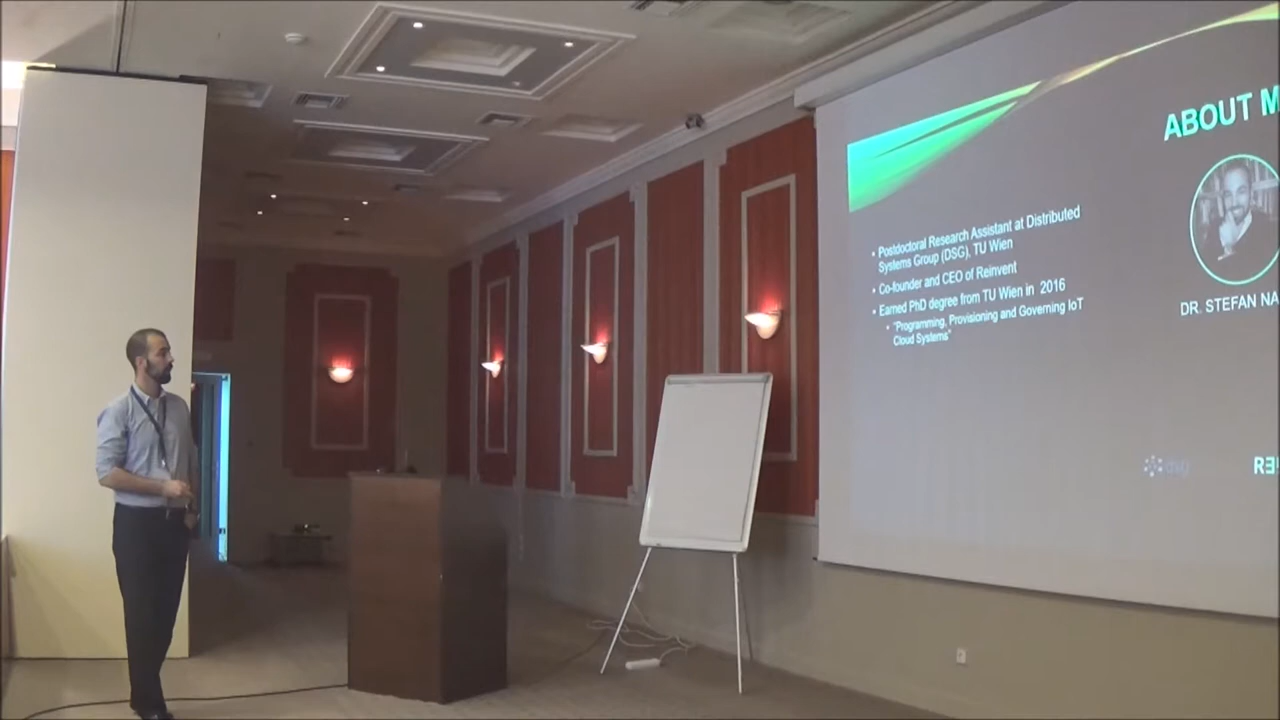 ABOUT M
• Postdoctoral Research Assistant at Distributed
Systems Group (DSG), TU Wien
• Co-founder and CEO of Reinvent
• Earned PhD degree from TU Wien in 2016
• "Programming, Provisioning and Governing IoT
Cloud Systems"
DR. STEFAN NA
dsg